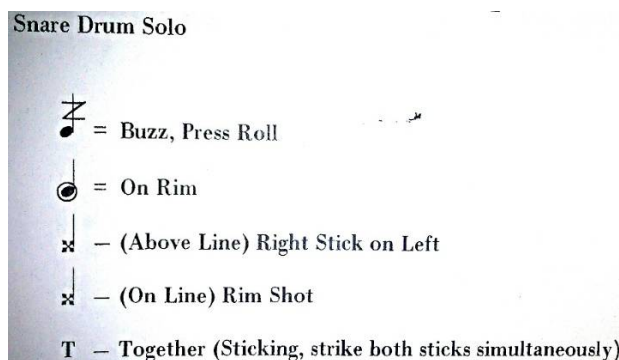 Snare Drum Solo
= Buzz, Press Roll
= On Rim
– (Above Line) Right Stick on Left
– (On Line) Rim Shot
T – Together (Sticking, strike both sticks simultaneously)